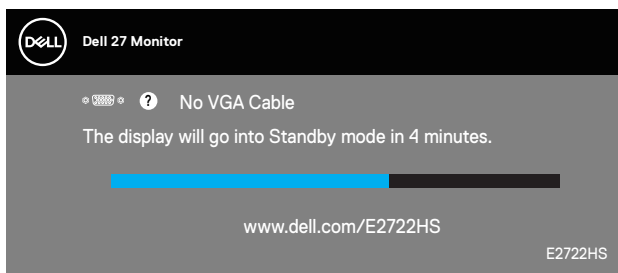 DELL
Dell 27 Monitor
? No VGA Cable
The display will go into Standby mode in 4 minutes.
www.dell.com/E2722HS
E2722HS